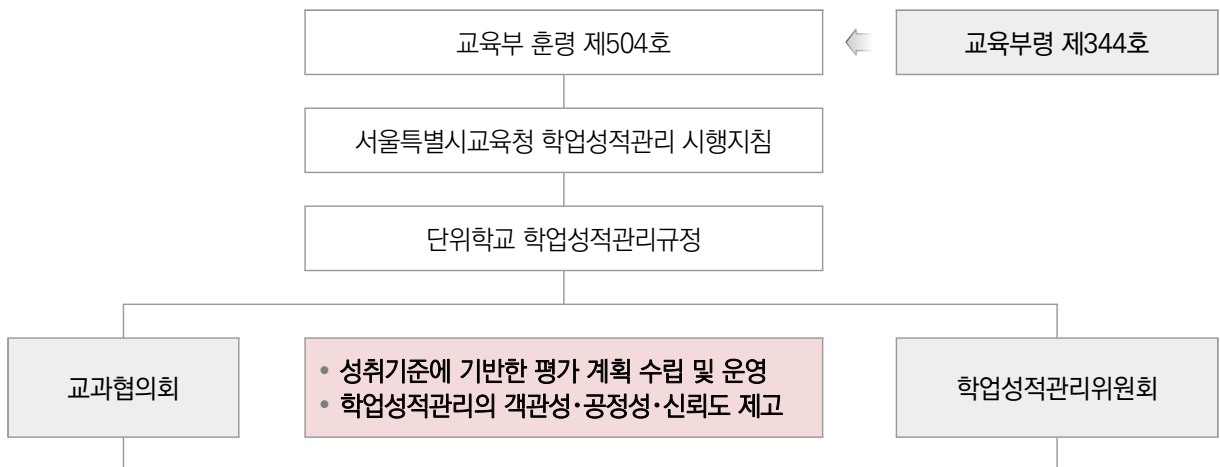 교육부 훈령 제504호
교육부령 제344호
서울특별시교육청 학업성적관리 시행지침
단위학교 학업성적관리규정
교과협의회
• 성취기준에 기반한 평가 계획 수립 및 운영
• 학업성적관리의 객관성·공정성·신뢰도 제고
학업성적관리위원회